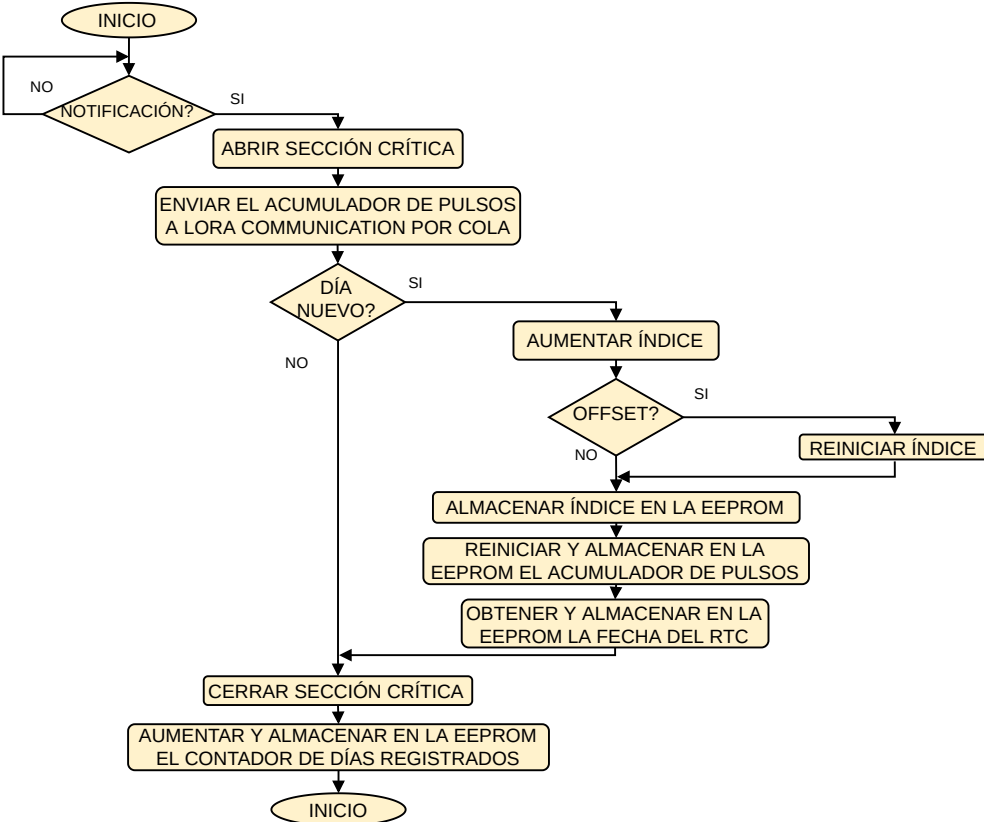 INICIO
NO
NOTIFICACIÓN?
SI
ABRIR SECCIÓN CRÍTICA
ENVIAR EL ACUMULADOR DE PULSOS
A LORA COMMUNICATION POR COLA
DÍA
NUEVO?
SI
NO
AUMENTAR ÍNDICE
OFFSET?
SI
NO
REINICIAR ÍNDICE
ALMACENAR ÍNDICE EN LA EEPROM
REINICIAR Y ALMACENAR EN LA
EEPROM EL ACUMULADOR DE PULSOS
OBTENER Y ALMACENAR EN LA
EEPROM LA FECHA DEL RTC
CERRAR SECCIÓN CRÍTICA
AUMENTAR Y ALMACENAR EN LA EEPROM
EL CONTADOR DE DÍAS REGISTRADOS
INICIO